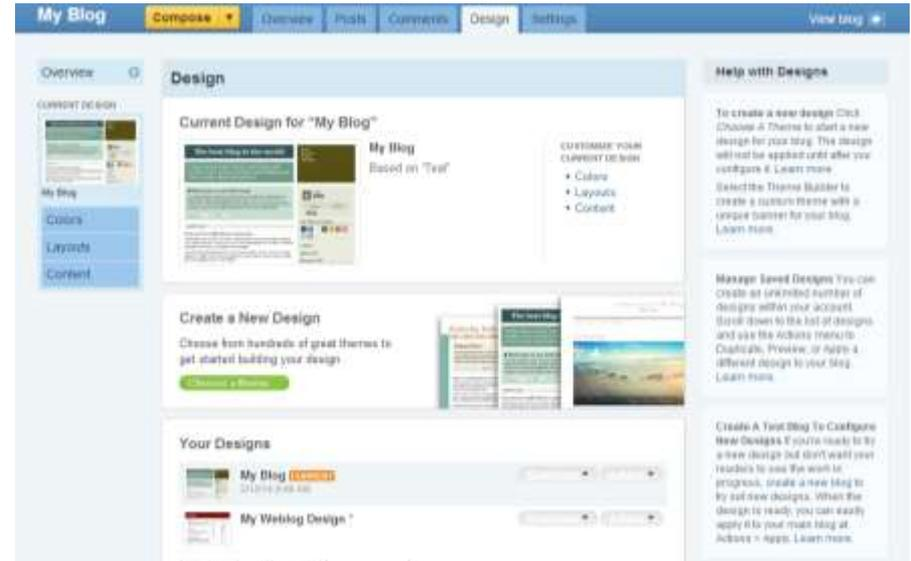 My Blog
Compose
Overview
Posts
Comments
Design
Settings
View blog
Overview
CURRENT DESIGN
My Blog
Colors
Layouts
Content
Design
Current Design for "My Blog"
The best blog in the world
My Blog
Based on "Teal"
CUSTOMIZE YOUR
CURRENT DESIGN
• Colors
• Layouts
• Content
Create a New Design
Choose from hundreds of great themes to
get started building your design
Choose a theme
Your Designs
My Blog CURRENT
My Weblog Design *
Help with Designs
To create a new design Click
Choose A Theme to start a new
design for your blog. The design
will not be applied until after you
configure it. Learn more
Select the Theme Builder to
create a custom theme with a
unique banner for your blog.
Learn more.
Manage Saved Designs You can
create an unlimited number of
designs within your account.
Scroll down to the list of designs
and use the Actions menu to
Duplicate, Preview, or Apply a
different design to your blog.
Learn more.
Create A Test Blog To Configure
New Designs If you're ready to try
a new design but don't want your
readers to see the work in
progress, create a new blog to
try out new designs. When the
design is ready, you can easily
apply it to your main blog at
Actions > Apply. Learn more.